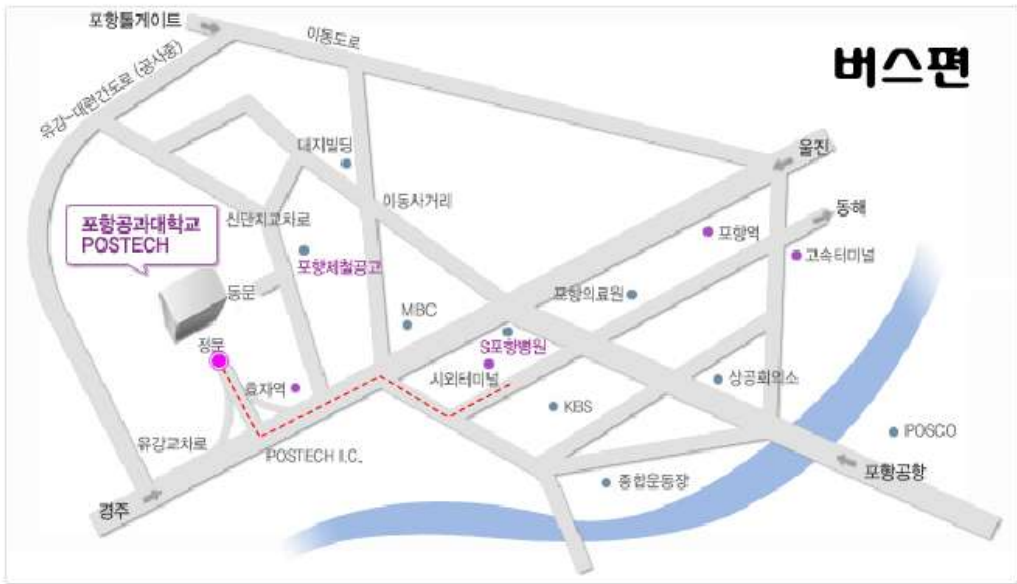 포항톨게이트
이동도로
버스편
유강-대련간도로 (공사중)
대지빌딩
울진
이동사거리
동해
포항공과대학교
POSTECH
신단지교차로
포항역
고속터미널
포항제철공고
동문
포항의료원
MBC
정문
S포항병원
시외터미널
상공회의소
효자역
KBS
유강교차로
POSTECH I.C.
POSCO
포항공항
종합운동장
경주